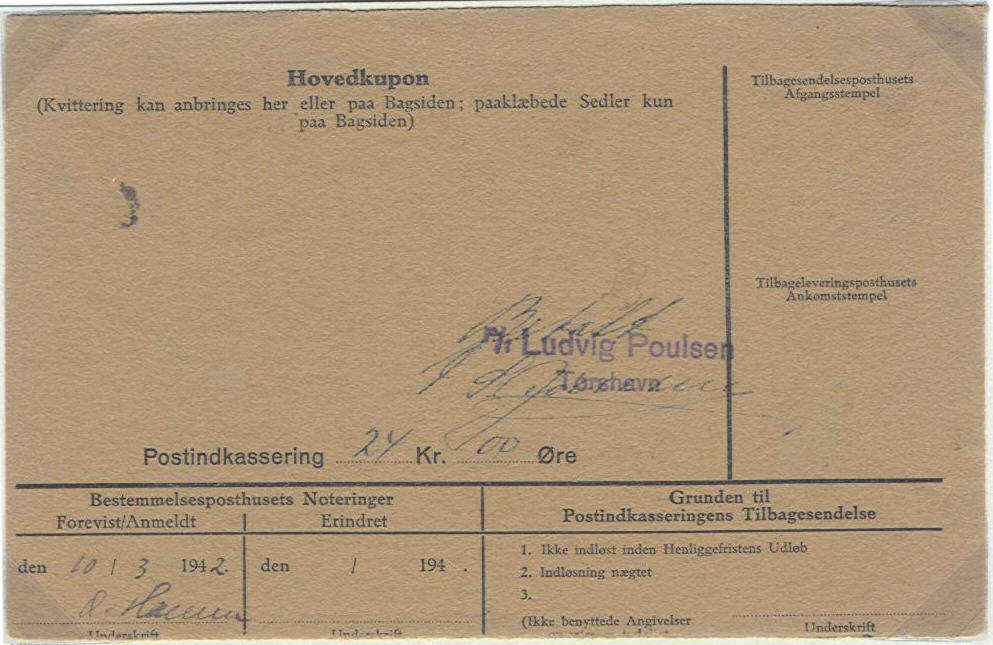 Hovedkupon
(Kvittering kan anbringes her eller paa Bagsiden; paaklæbede Sedler kun
paa Bagsiden)
Tilbagesendelsesposthusets
Afgangsstempel
Tilbageleveringsposthusets
Ankomststempel
Betalt
P/f Ludvig Poulsen
Tórshavn
Postindkassering 24 Kr. 00 Øre
Bestemmelsesposthusets Noteringer
Forevist/Anmeldt
Erindret
den 10 / 3 1942.
den / 194 .
Underskrift
Underskrift
Grunden til
Postindkasseringens Tilbagesendelse
1. Ikke indløst inden Henliggefristens Udløb
2. Indløsning nægtet
3.
(Ikke benyttede Angivelser
Underskrift